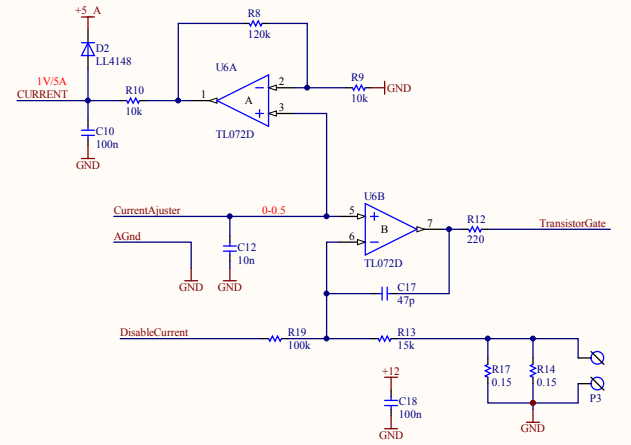 +5_A
R8
120k
D2
LL4148
U6A
1V/5A
CURRENT
R10
10k
1
2
3
A
R9
10k
GND
C10
100n
GND
TL072D
CurrentAjuster
0-0.5
U6B
5
6
7
B
R12
220
TransistorGate
AGnd
C12
10n
GND
GND
TL072D
C17
47p
DisableCurrent
R19
100k
R13
15k
+12
C18
100n
GND
R17
0.15
R14
0.15
P3
GND